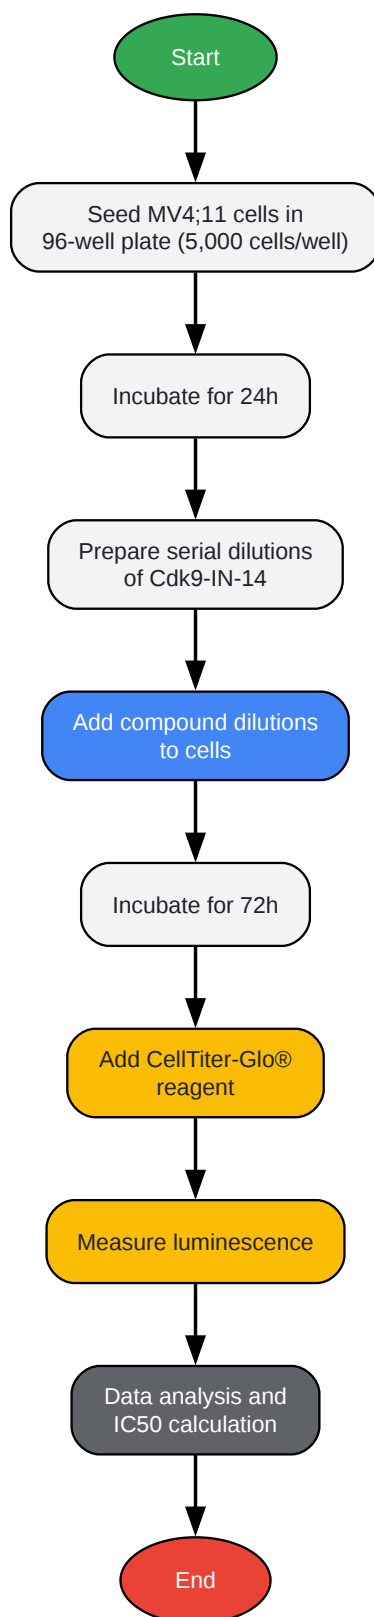 Start
Seed MV4;11 cells in
96-well plate (5,000 cells/well)
Incubate for 24h
Prepare serial dilutions
of Cdk9-IN-14
Add compound dilutions
to cells
Incubate for 72h
Add CellTiter-Glo®
reagent
Measure luminescence
Data analysis and
IC50 calculation
End